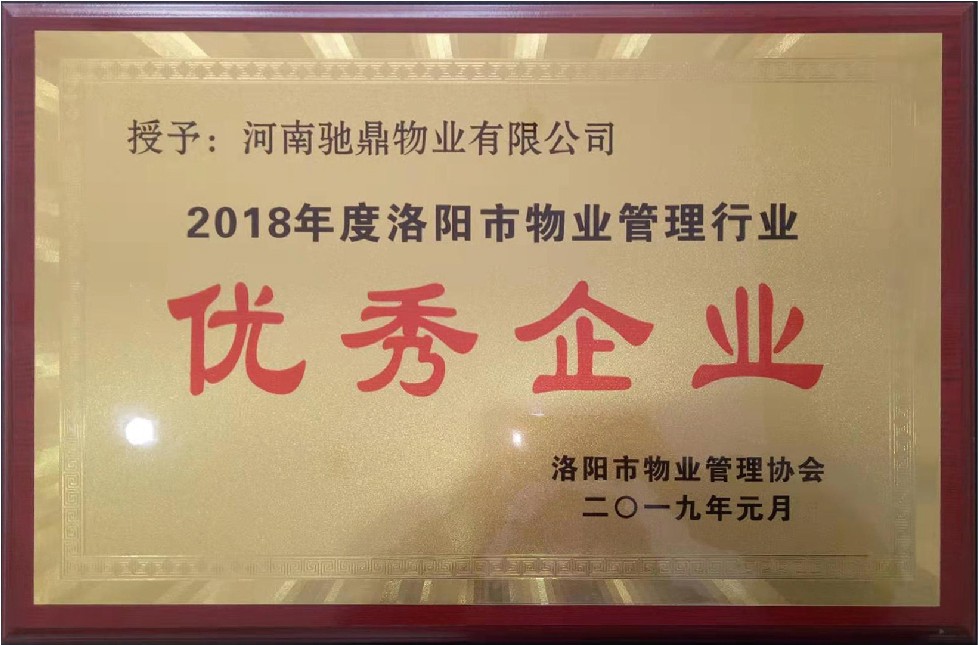 授予：河南驰鼎物业有限公司
2018年度洛阳市物业管理行业
优秀企业
洛阳市物业管理协会
二〇一九年元月